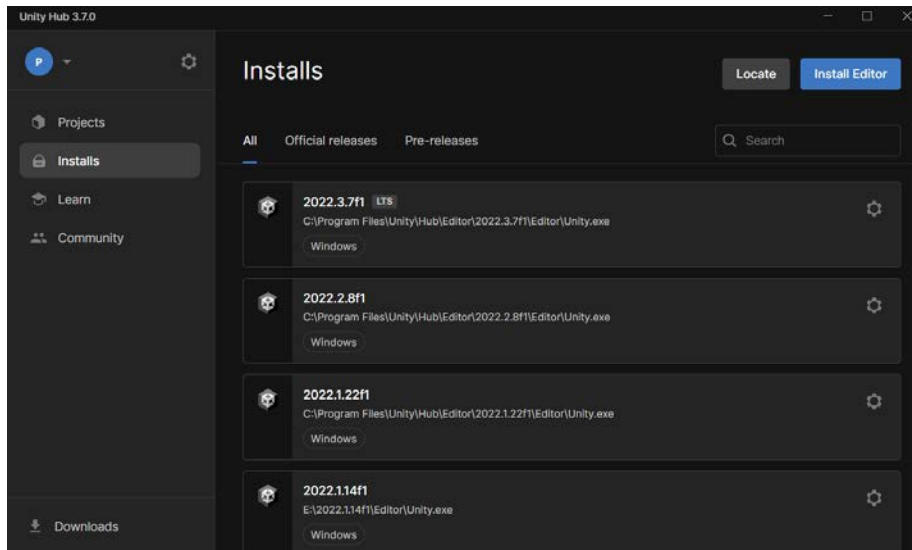 Unity Hub 3.7.0
P
Projects
Installs
Learn
Community
Downloads
Installs
Locate
Install Editor
All
Official releases
Pre-releases
Search
2022.3.7f1 LTS
C:\Program Files\Unity\Hub\Editor\2022.3.7f1\Editor\Unity.exe
Windows
2022.2.8f1
C:\Program Files\Unity\Hub\Editor\2022.2.8f1\Editor\Unity.exe
Windows
2022.1.22f1
C:\Program Files\Unity\Hub\Editor\2022.1.22f1\Editor\Unity.exe
Windows
2022.1.14f1
E:\2022.1.14f1\Editor\Unity.exe
Windows